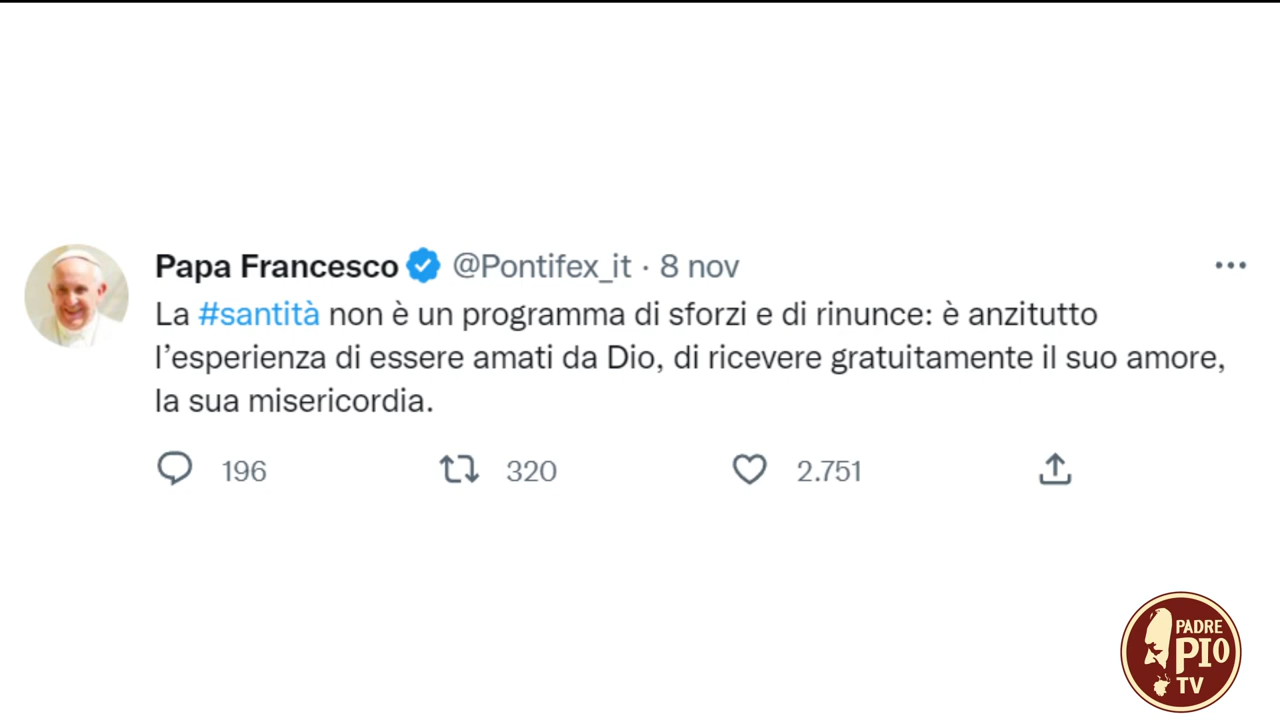 Papa Francesco @Pontifex_it · 8 nov
La #santità non è un programma di sforzi e di rinunce: è anzitutto
l’esperienza di essere amati da Dio, di ricevere gratuitamente il suo amore,
la sua misericordia.
196 320 2.751
PADRE
PIO
TV